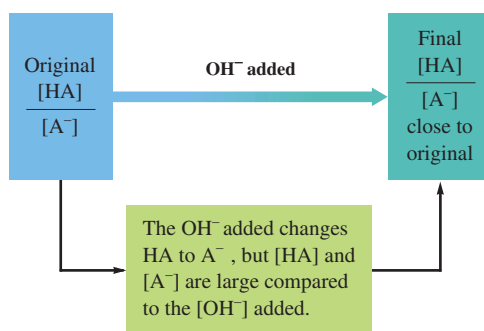 Original
[HA]
[A⁻]
OH⁻ added
Final
[HA]
[A⁻]
close to
original
The OH⁻ added changes
HA to A⁻ , but [HA] and
[A⁻] are large compared
to the [OH⁻] added.